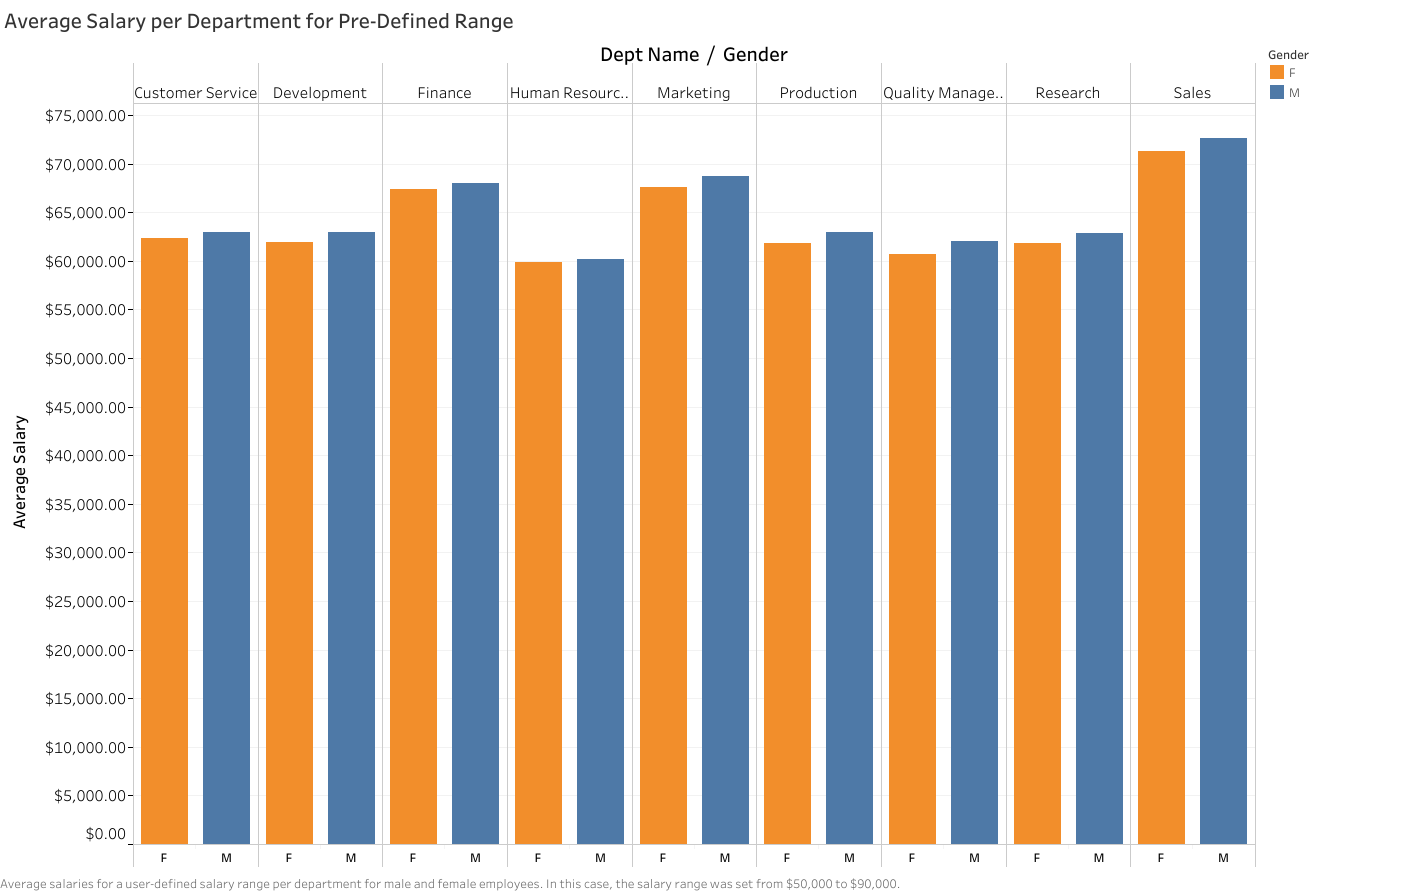 Average Salary per Department for Pre-Defined Range
Dept Name / Gender
Gender
F
M
Customer Service Development Finance Human Resourc.. Marketing Production Quality Manage.. Research Sales
$75,000.00
$70,000.00
$65,000.00
$60,000.00
$55,000.00
$50,000.00
$45,000.00
$40,000.00
$35,000.00
$30,000.00
$25,000.00
$20,000.00
$15,000.00
$10,000.00
$5,000.00
$0.00
Average Salary
F M F M F M F M F M F M F M F M F M
Average salaries for a user-defined salary range per department for male and female employees. In this case, the salary range was set from $50,000 to $90,000.